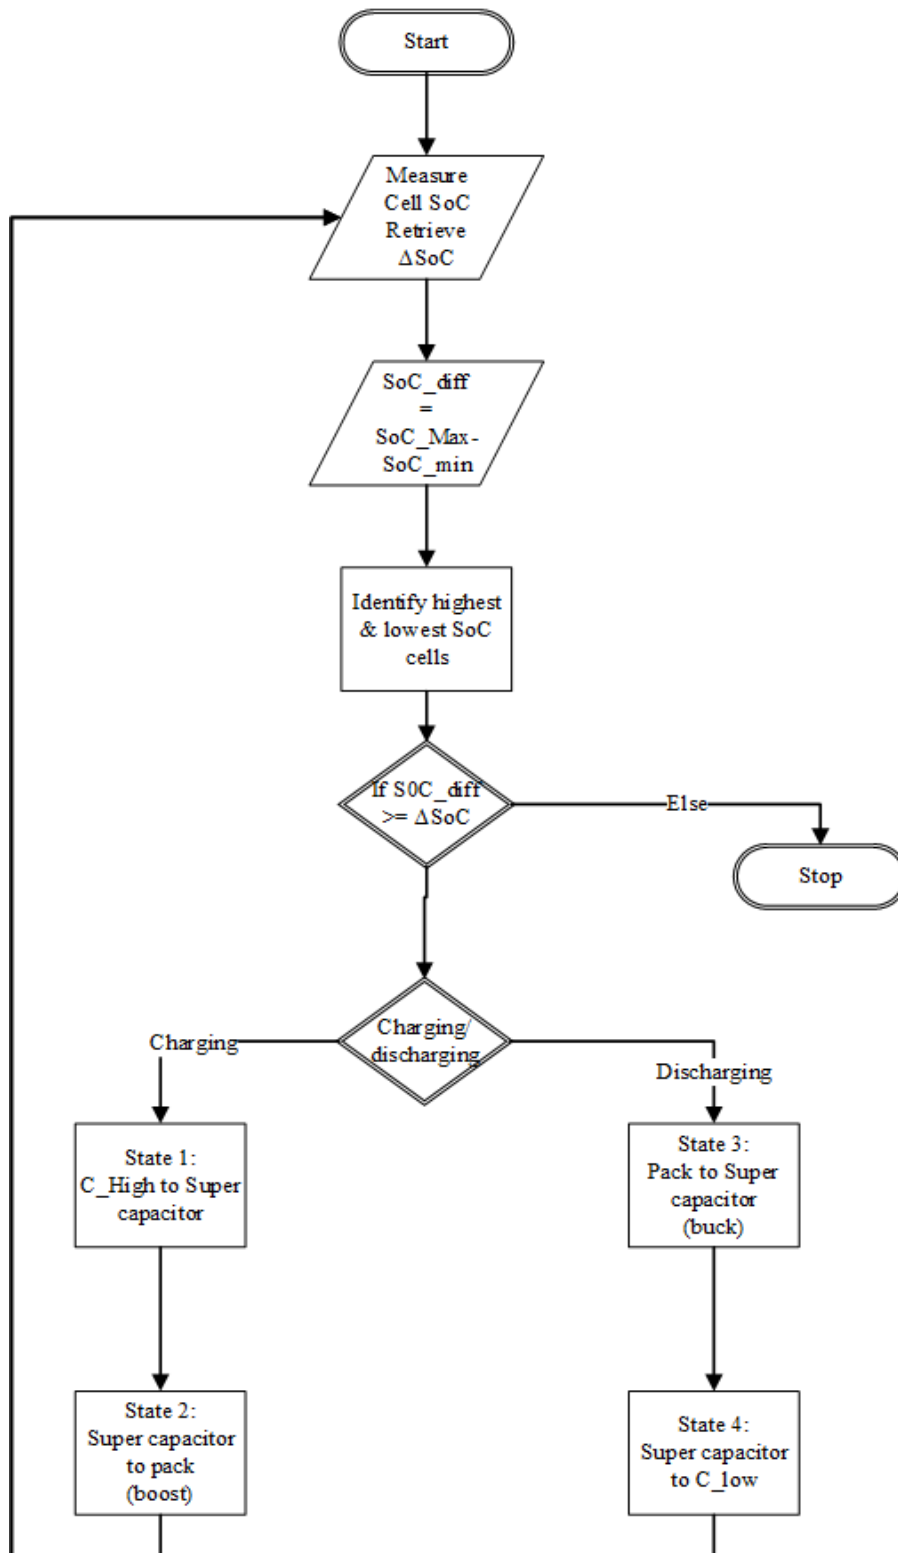 Start
Measure
Cell SoC
Retrieve
ΔSoC
SoC_diff
=
SoC_Max-
SoC_min
Identify highest
& lowest SoC
cells
If S0C_diff
>= ΔSoC
Else
Stop
Charging/
discharging
Charging
Discharging
State 1:
C_High to Super
capacitor
State 3:
Pack to Super
capacitor
(buck)
State 2:
Super capacitor
to pack
(boost)
State 4:
Super capacitor
to C_low